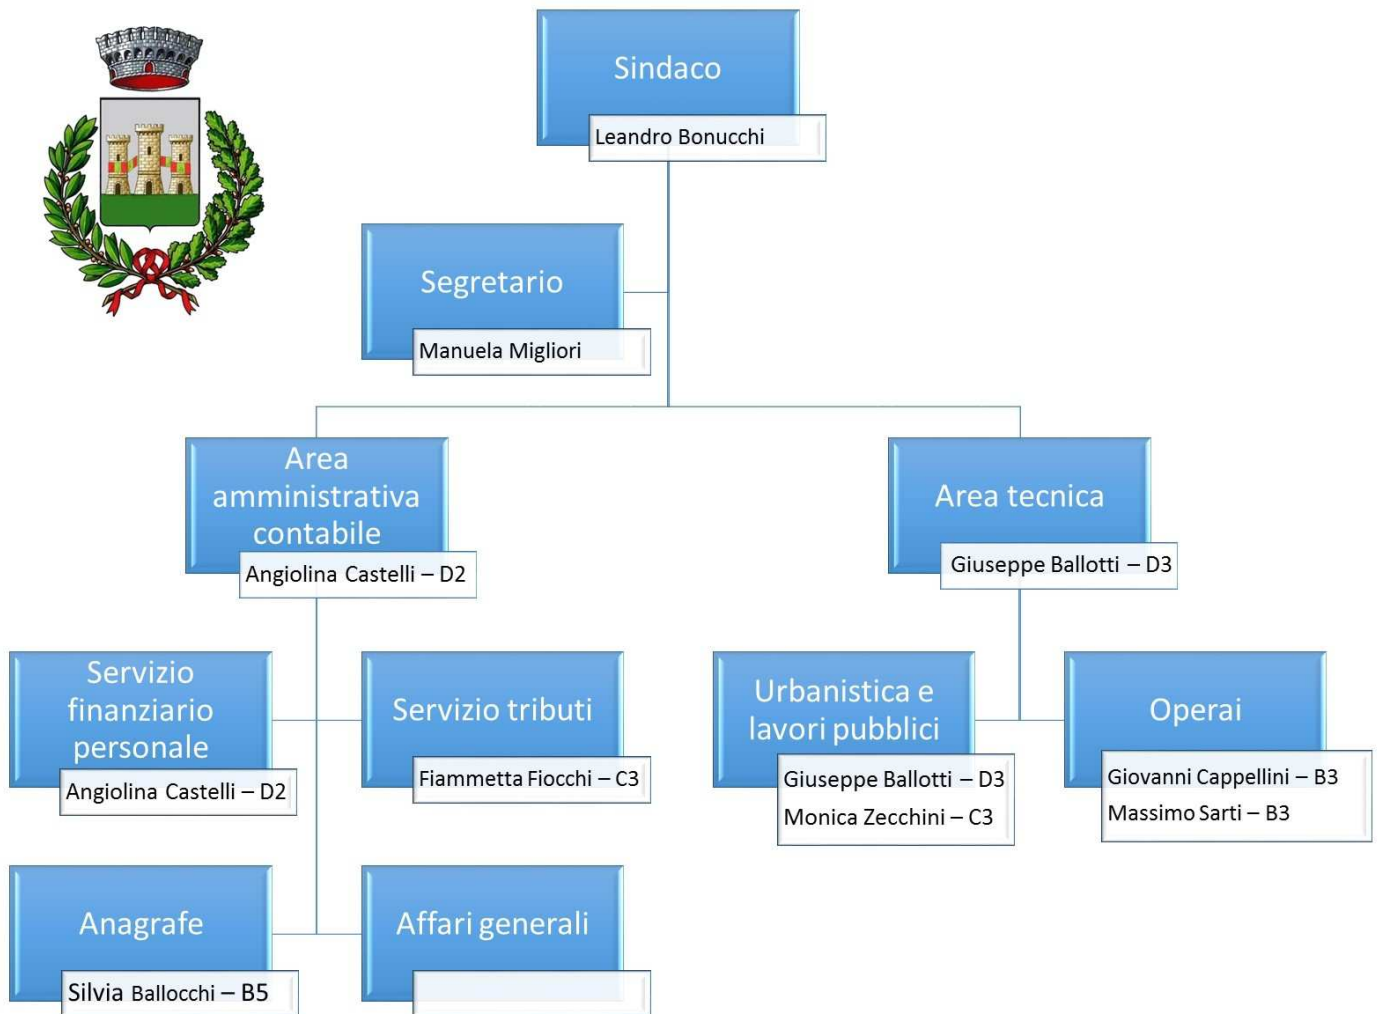 Sindaco
Leandro Bonucchi
Segretario
Manuela Migliori
Area
amministrativa
contabile
Angiolina Castelli – D2
Area tecnica
Giuseppe Ballotti – D3
Servizio
finanziario
personale
Angiolina Castelli – D2
Servizio tributi
Fiammetta Fiocchi – C3
Urbanistica e
lavori pubblici
Giuseppe Ballotti – D3
Monica Zecchini – C3
Operai
Giovanni Cappellini – B3
Massimo Sarti – B3
Anagrafe
Silvia Ballocchi – B5
Affari generali